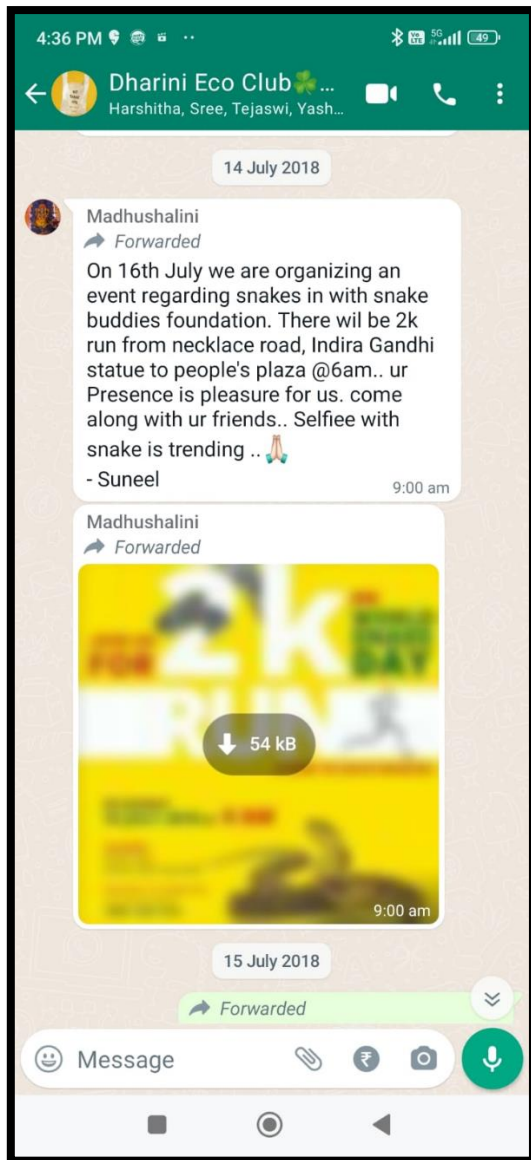 4:36 PM
5G
49
Dharini Eco Club☘️...
Harshitha, Sree, Tejaswi, Yash...
14 July 2018
Madhushalini
Forwarded
On 16th July we are organizing an
event regarding snakes in with snake
buddies foundation. There wil be 2k
run from necklace road, Indira Gandhi
statue to people's plaza @6am.. ur
Presence is pleasure for us. come
along with ur friends.. Selfiee with
snake is trending ..🙏🏻
- Suneel
9:00 am
Madhushalini
Forwarded
2k
FOR
DAY
RUN
54 kB
9:00 am
15 July 2018
Forwarded
Message